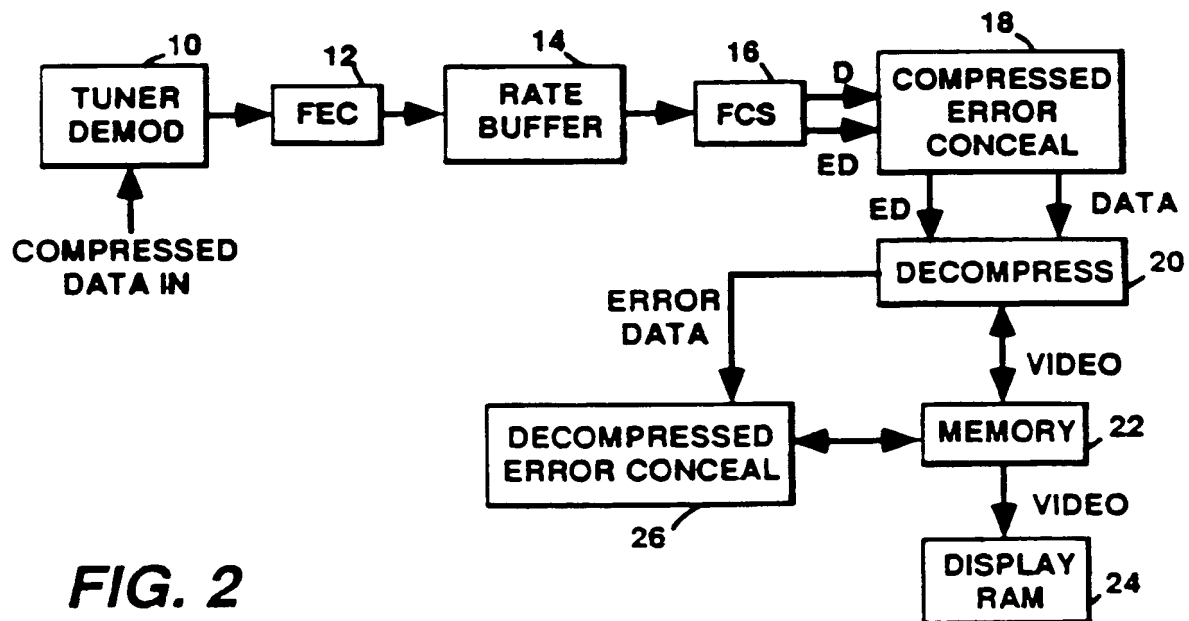 10
TUNER
DEMOD
12
FEC
14
RATE
BUFFER
16
FCS
D
ED
18
COMPRESSED
ERROR
CONCEAL
COMPRESSED
DATA IN
ED
DATA
DECOMPRESS
20
ERROR
DATA
VIDEO
DECOMPRESSED
ERROR CONCEAL
26
MEMORY
22
VIDEO
DISPLAY
RAM
24
FIG. 2